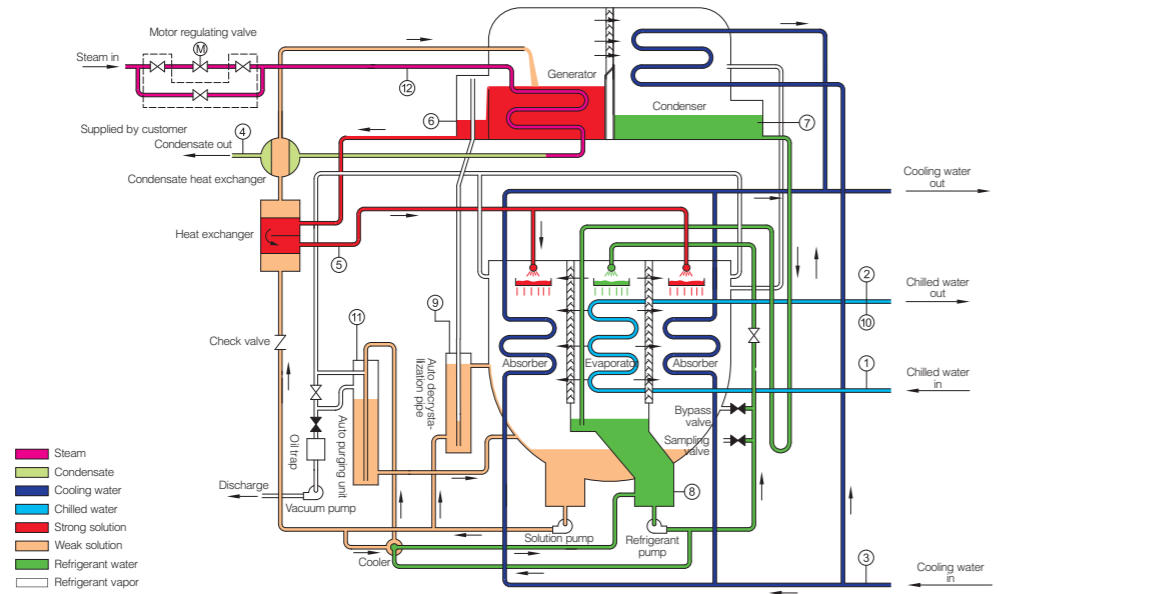 Motor regulating valve
Steam in
M
12
Generator
Condenser
6
7
Supplied by customer
4
Condensate out
Condensate heat exchanger
Cooling water
out
Heat exchanger
5
2
Chilled water
out
10
9
11
Check valve
Auto decrysta-
lization pipe
Absorber
Evaporator
Absorber
1
Chilled water
in
Bypass
valve
Sampling
valve
Oil trap
Auto purging unit
Discharge
Vacuum pump
8
Solution pump
Refrigerant
pump
Cooler
3
Cooling water
in
Steam
Condensate
Cooling water
Chilled water
Strong solution
Weak solution
Refrigerant water
Refrigerant vapor